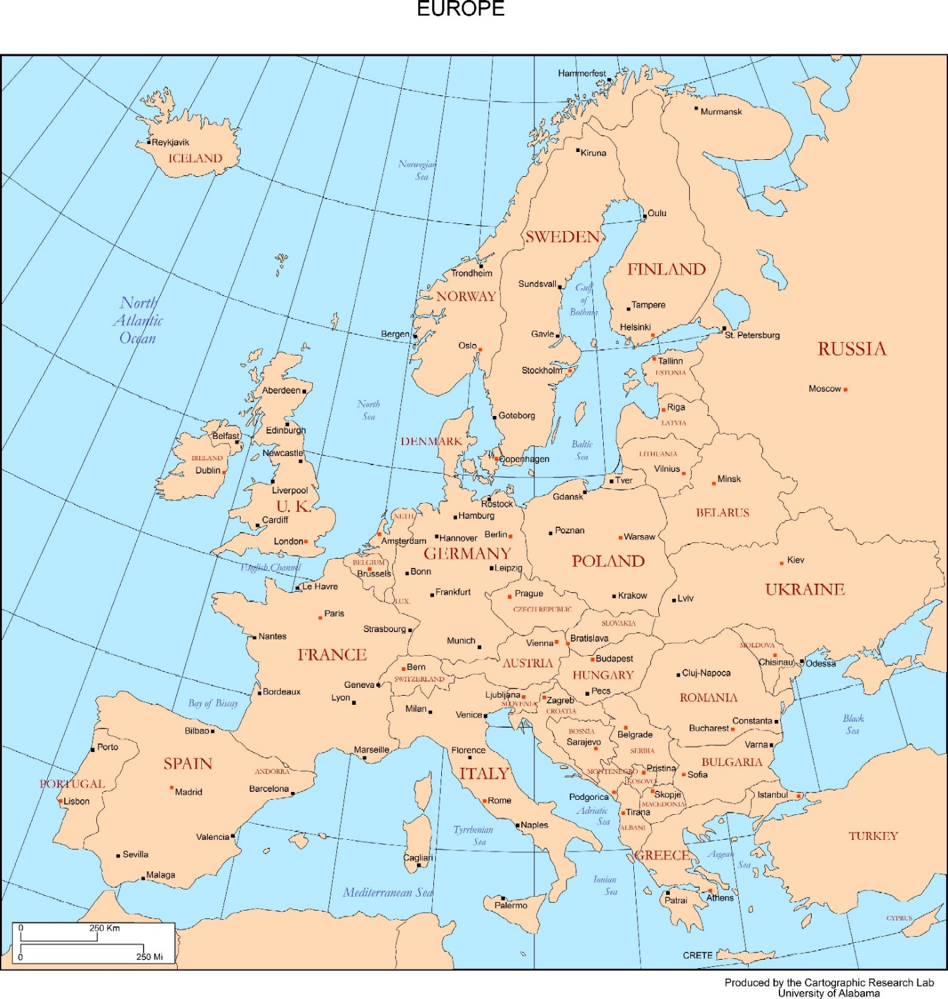 EUROPE
Hammerfest
Murmansk
Reykjavik
ICELAND
Kiruna
Norwegian
Sea
Oulu
SWEDEN
FINLAND
Trondheim
NORWAY
Sundsvall
Gulf
of
Bothnia
Tampere
Helsinki
North
Atlantic
Ocean
Bergen
Gavle
St. Petersburg
Oslo
RUSSIA
Tallinn
ESTONIA
Stockholm
Moscow
Aberdeen
North
Sea
Riga
LATVIA
Goteborg
Edinburgh
Belfast
DENMARK
Baltic
Sea
Newcastle
IRELAND
Dublin
Copenhagen
LITHUANIA
Vilnius
Minsk
Tver
Liverpool
Gdansk
U. K.
Rostock
BELARUS
Cardiff
NETH.
Hamburg
London
Amsterdam
Hannover
Berlin
Poznan
Warsaw
GERMANY
POLAND
English Channel
BELGIUM
Brussels
Bonn
Leipzig
Kiev
UKRAINE
Le Havre
LUX.
Frankfurt
Prague
CZECH REPUBLIC
Krakow
Lviv
Paris
SLOVAKIA
Strasbourg
Nantes
Munich
Vienna
Bratislava
MOLDOVA
FRANCE
AUSTRIA
Budapest
Chisinau
Odessa
Bern
SWITZERLAND
HUNGARY
Cluj-Napoca
Geneva
Bordeaux
Lyon
Ljubljana
SLOVENIA
Zagreb
Pecs
ROMANIA
Bay of Biscay
Milan
Venice
CROATIA
Constanta
Black
Sea
Bilbao
BOSNIA
Sarajevo
Belgrade
Bucharest
Porto
Marseille
Florence
SERBIA
Varna
SPAIN
ANDORRA
ITALY
MONTENEGRO
Pristina
KOSOVO
BULGARIA
Sofia
PORTUGAL
Madrid
Barcelona
Lisbon
Rome
Podgorica
Skopje
MACEDONIA
Istanbul
Adriatic
Sea
Tirana
ALBANI
Tyrrhenian
Sea
Naples
Valencia
TURKEY
Sevilla
Cagliari
GREECE
Aegean
Sea
Malaga
Mediterranean Sea
Ionian
Sea
Palermo
Patrai
Athens
CYPRUS
0 250 Km
0 250 Mi
CRETE
Produced by the Cartographic Research Lab
University of Alabama